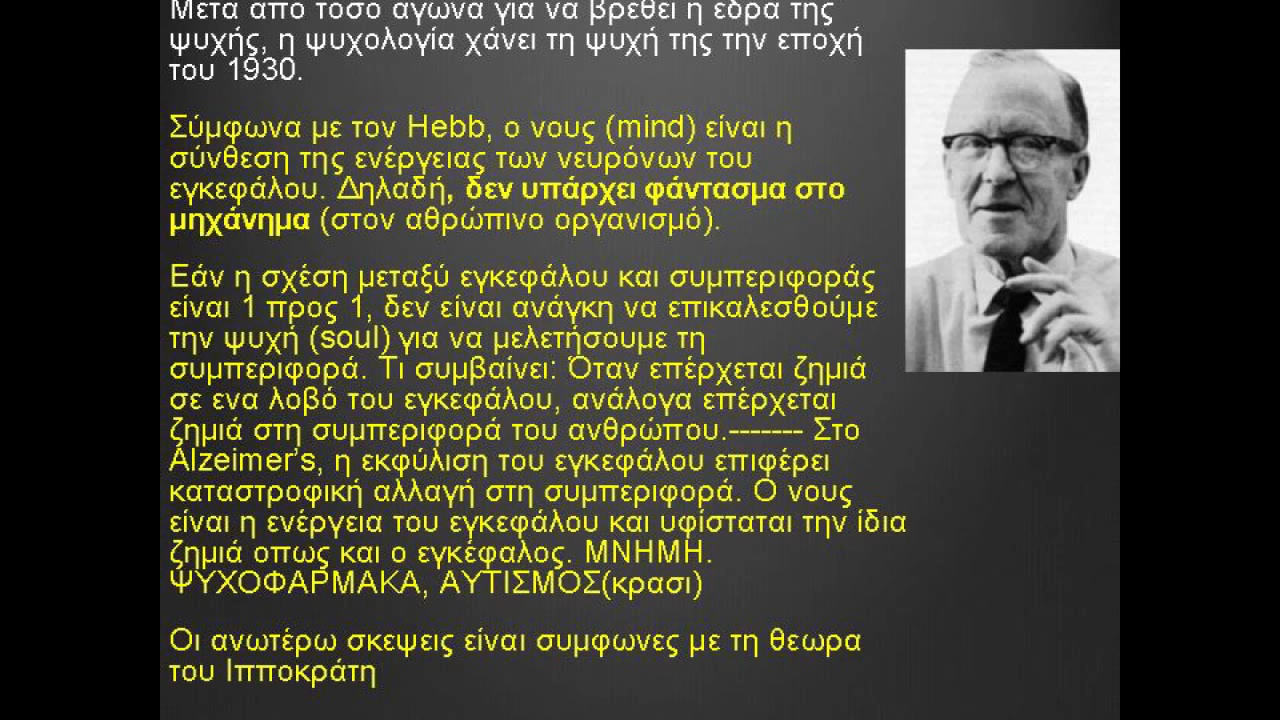 Μετά από τόσο αγώνα για να βρεθεί η έδρα της
ψυχής, η ψυχολογία χάνει τη ψυχή της την εποχή
του 1930.
Σύμφωνα με τον Hebb, ο νους (mind) είναι η
σύνθεση της ενέργειας των νευρόνων του
εγκεφάλου. Δηλαδή, δεν υπάρχει φάντασμα στο
μηχάνημα (στον αθρώπινο οργανισμό).
Εάν η σχέση μεταξύ εγκεφάλου και συμπεριφοράς
είναι 1 προς 1, δεν είναι ανάγκη να επικαλεσθούμε
την ψυχή (soul) για να μελετήσουμε τη
συμπεριφορά. Τι συμβαίνει: Όταν επέρχεται ζημιά
σε ενα λοβό του εγκεφάλου, ανάλογα επέρχεται
ζημιά στη συμπεριφορά του ανθρώπου.------- Στο
Alzeimer's, η εκφύλιση του εγκεφάλου επιφέρει
καταστροφική αλλαγή στη συμπεριφορά. Ο νους
είναι η ενέργεια του εγκεφάλου και υφίσταται την ίδια
ζημιά οπως και ο εγκέφαλος. ΜΝΗΜΗ.
ΨΥΧΟΦΑΡΜΑΚΑ, ΑΥΤΙΣΜΟΣ(κρασι)
Οι ανωτέρω σκεψεις είναι συμφωνες με τη θεωρα
του Ιπποκράτη